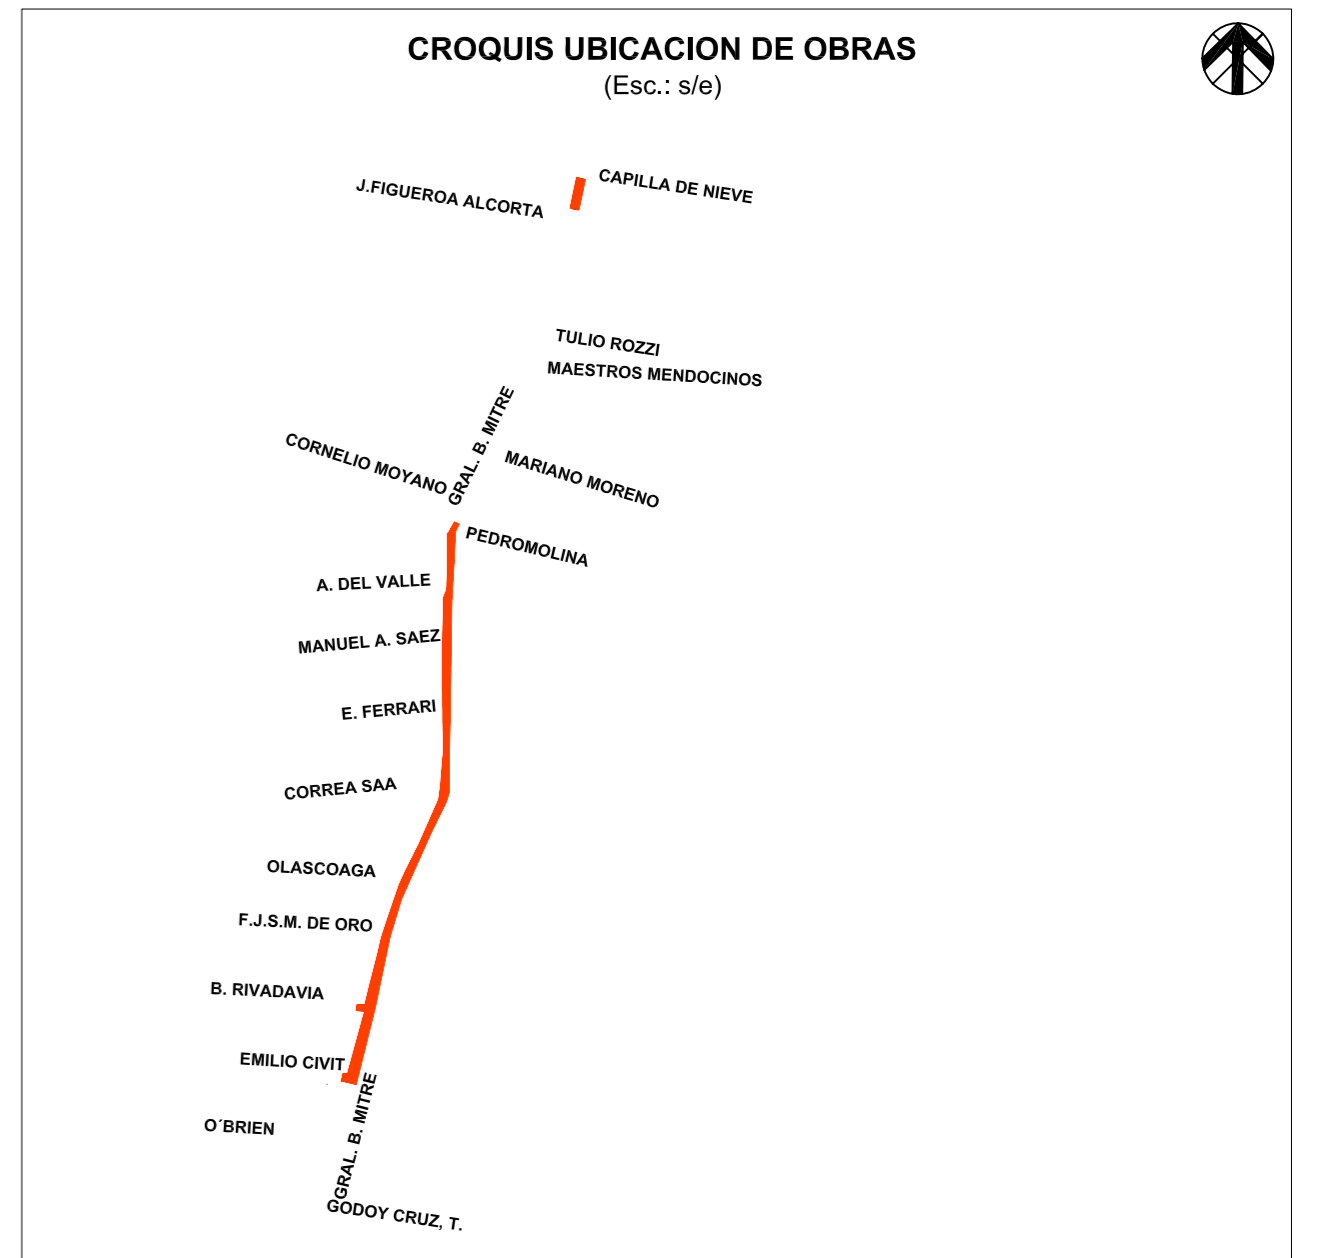 CROQUIS UBICACION DE OBRAS
(Esc.: s/e)
CAPILLA DE NIEVE
J.FIGUEROA ALCORTA
TULIO ROZZI
MAESTROS MENDOCINOS
GRAL. B. MITRE
CORNELIO MOYANO
MARIANO MORENO
PEDROMOLINA
A. DEL VALLE
MANUEL A. SAEZ
E. FERRARI
CORREA SAA
OLASCOAGA
F.J.S.M. DE ORO
B. RIVADAVIA
EMILIO CIVIT
GRAL. B. MITRE
O´BRIEN
GODOY CRUZ, T.